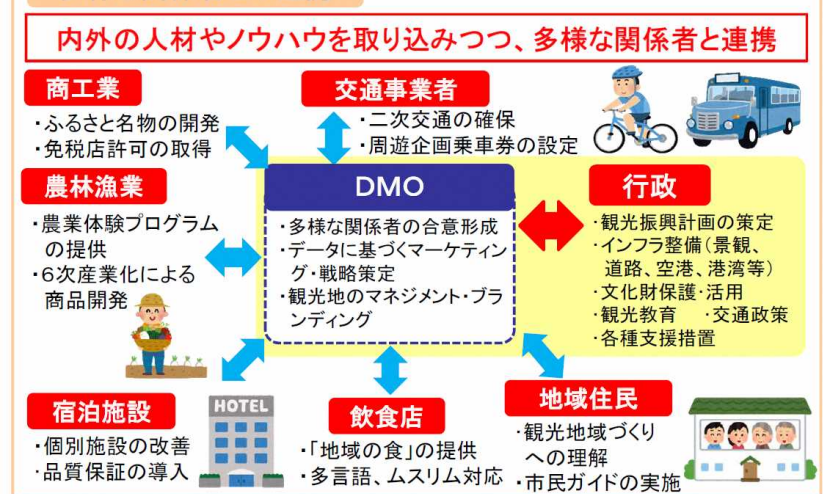 内外の人材やノウハウを取り込みつつ、多様な関係者と連携
商工業
・ふるさと名物の開発
・免税店許可の取得
交通事業者
・二次交通の確保
・周遊企画乗車券の設定
農林漁業
・農業体験プログラム
の提供
・6次産業化による
商品開発
DMO
・多様な関係者の合意形成
・データに基づくマーケティン
グ・戦略策定
・観光地のマネジメント・ブラ
ンディング
行政
・観光振興計画の策定
・インフラ整備(景観、
道路、空港、港湾等)
・文化財保護・活用
・観光教育 ・交通政策
・各種支援措置
宿泊施設
・個別施設の改善
・品質保証の導入
HOTEL
飲食店
・「地域の食」の提供
・多言語、ムスリム対応
地域住民
・観光地域づくり
への理解
・市民ガイドの実施